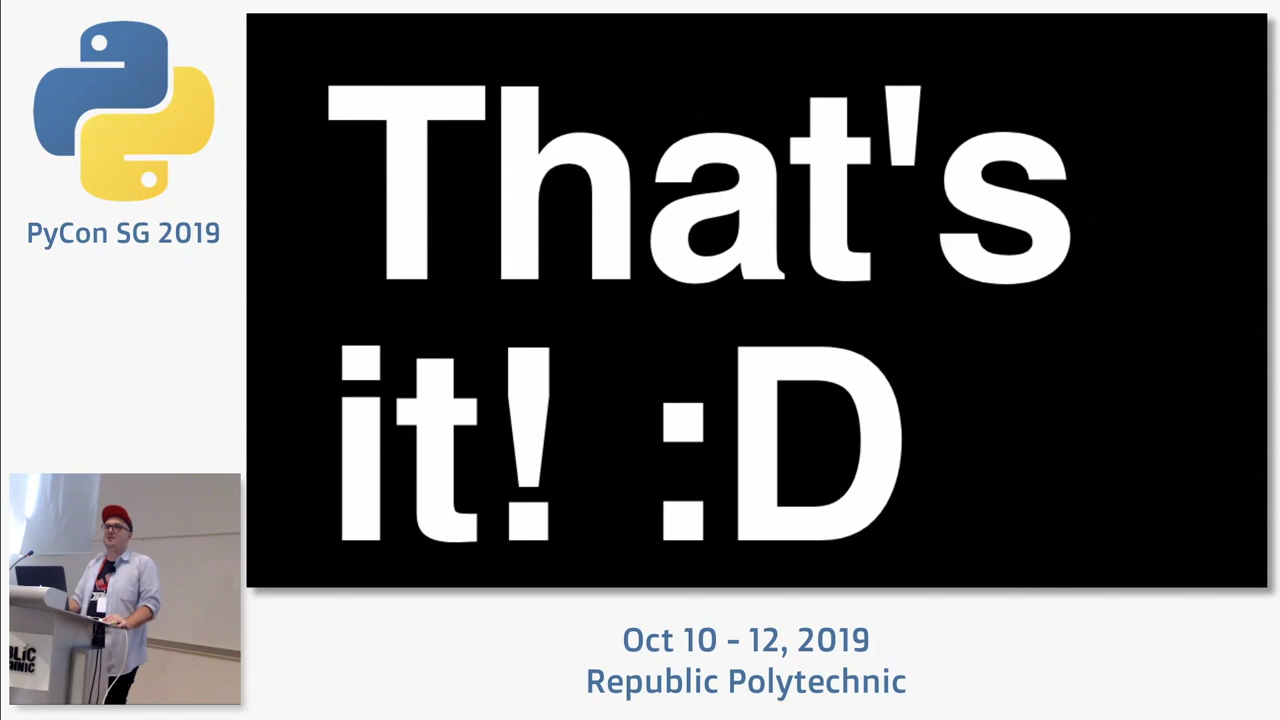 PyCon SG 2019
That's
it! :D
Oct 10 - 12, 2019
Republic Polytechnic